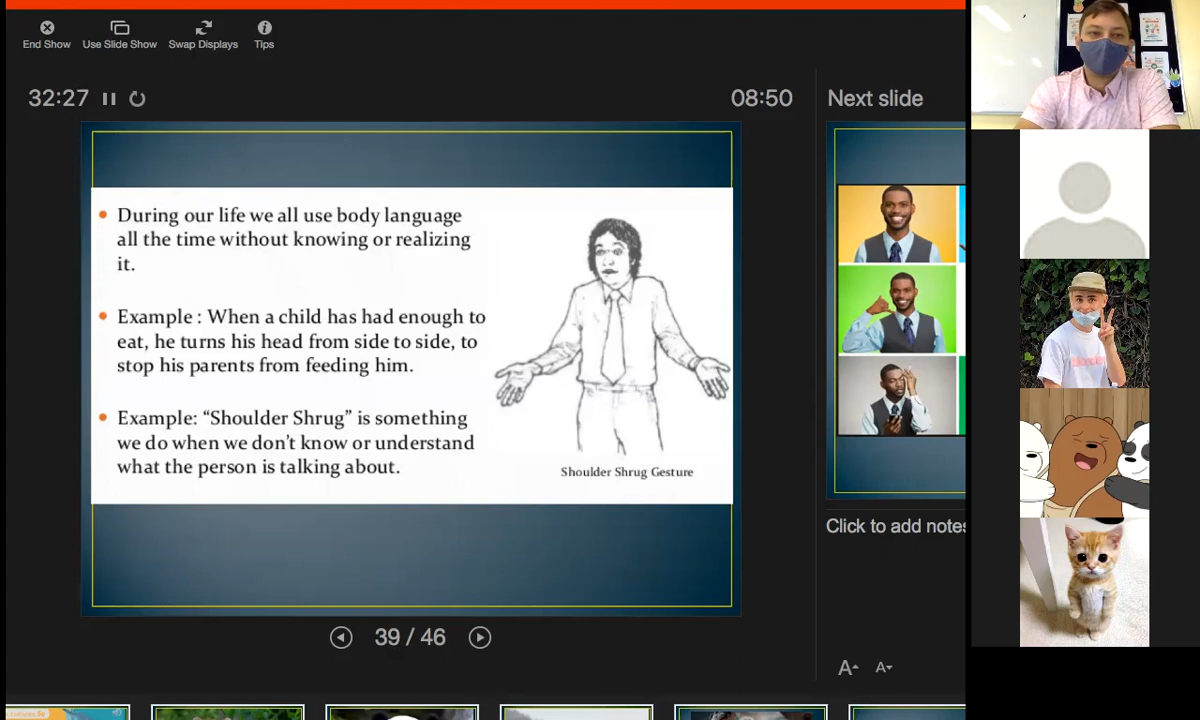 End Show
Use Slide Show
Swap Displays
Tips
32:27
08:50
Next slide
• During our life we all use body language
all the time without knowing or realizing
it.
• Example : When a child has had enough to
eat, he turns his head from side to side, to
stop his parents from feeding him.
• Example: “Shoulder Shrug” is something
we do when we don’t know or understand
what the person is talking about.
Shoulder Shrug Gesture
Click to add notes
39 / 46
A A